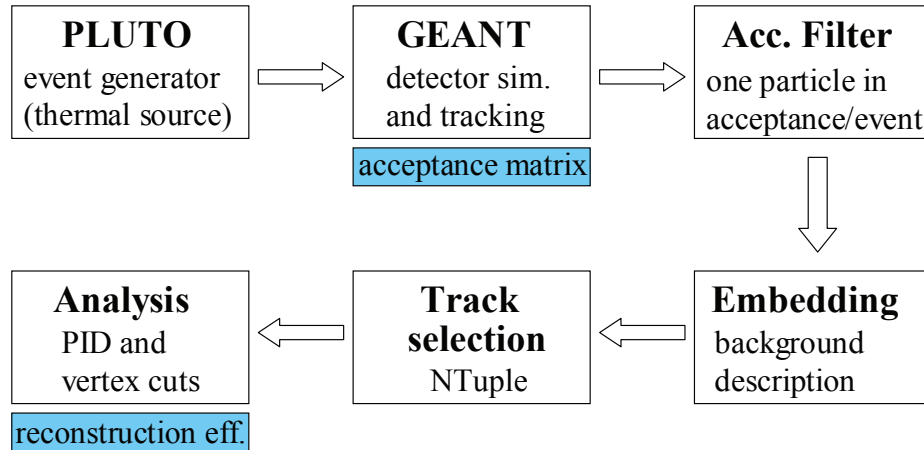 PLUTO
event generator
(thermal source)
GEANT
detector sim.
and tracking
acceptance matrix
Acc. Filter
one particle in
acceptance/event
Embedding
background
description
Track
selection
NTuple
Analysis
PID and
vertex cuts
reconstruction eff.